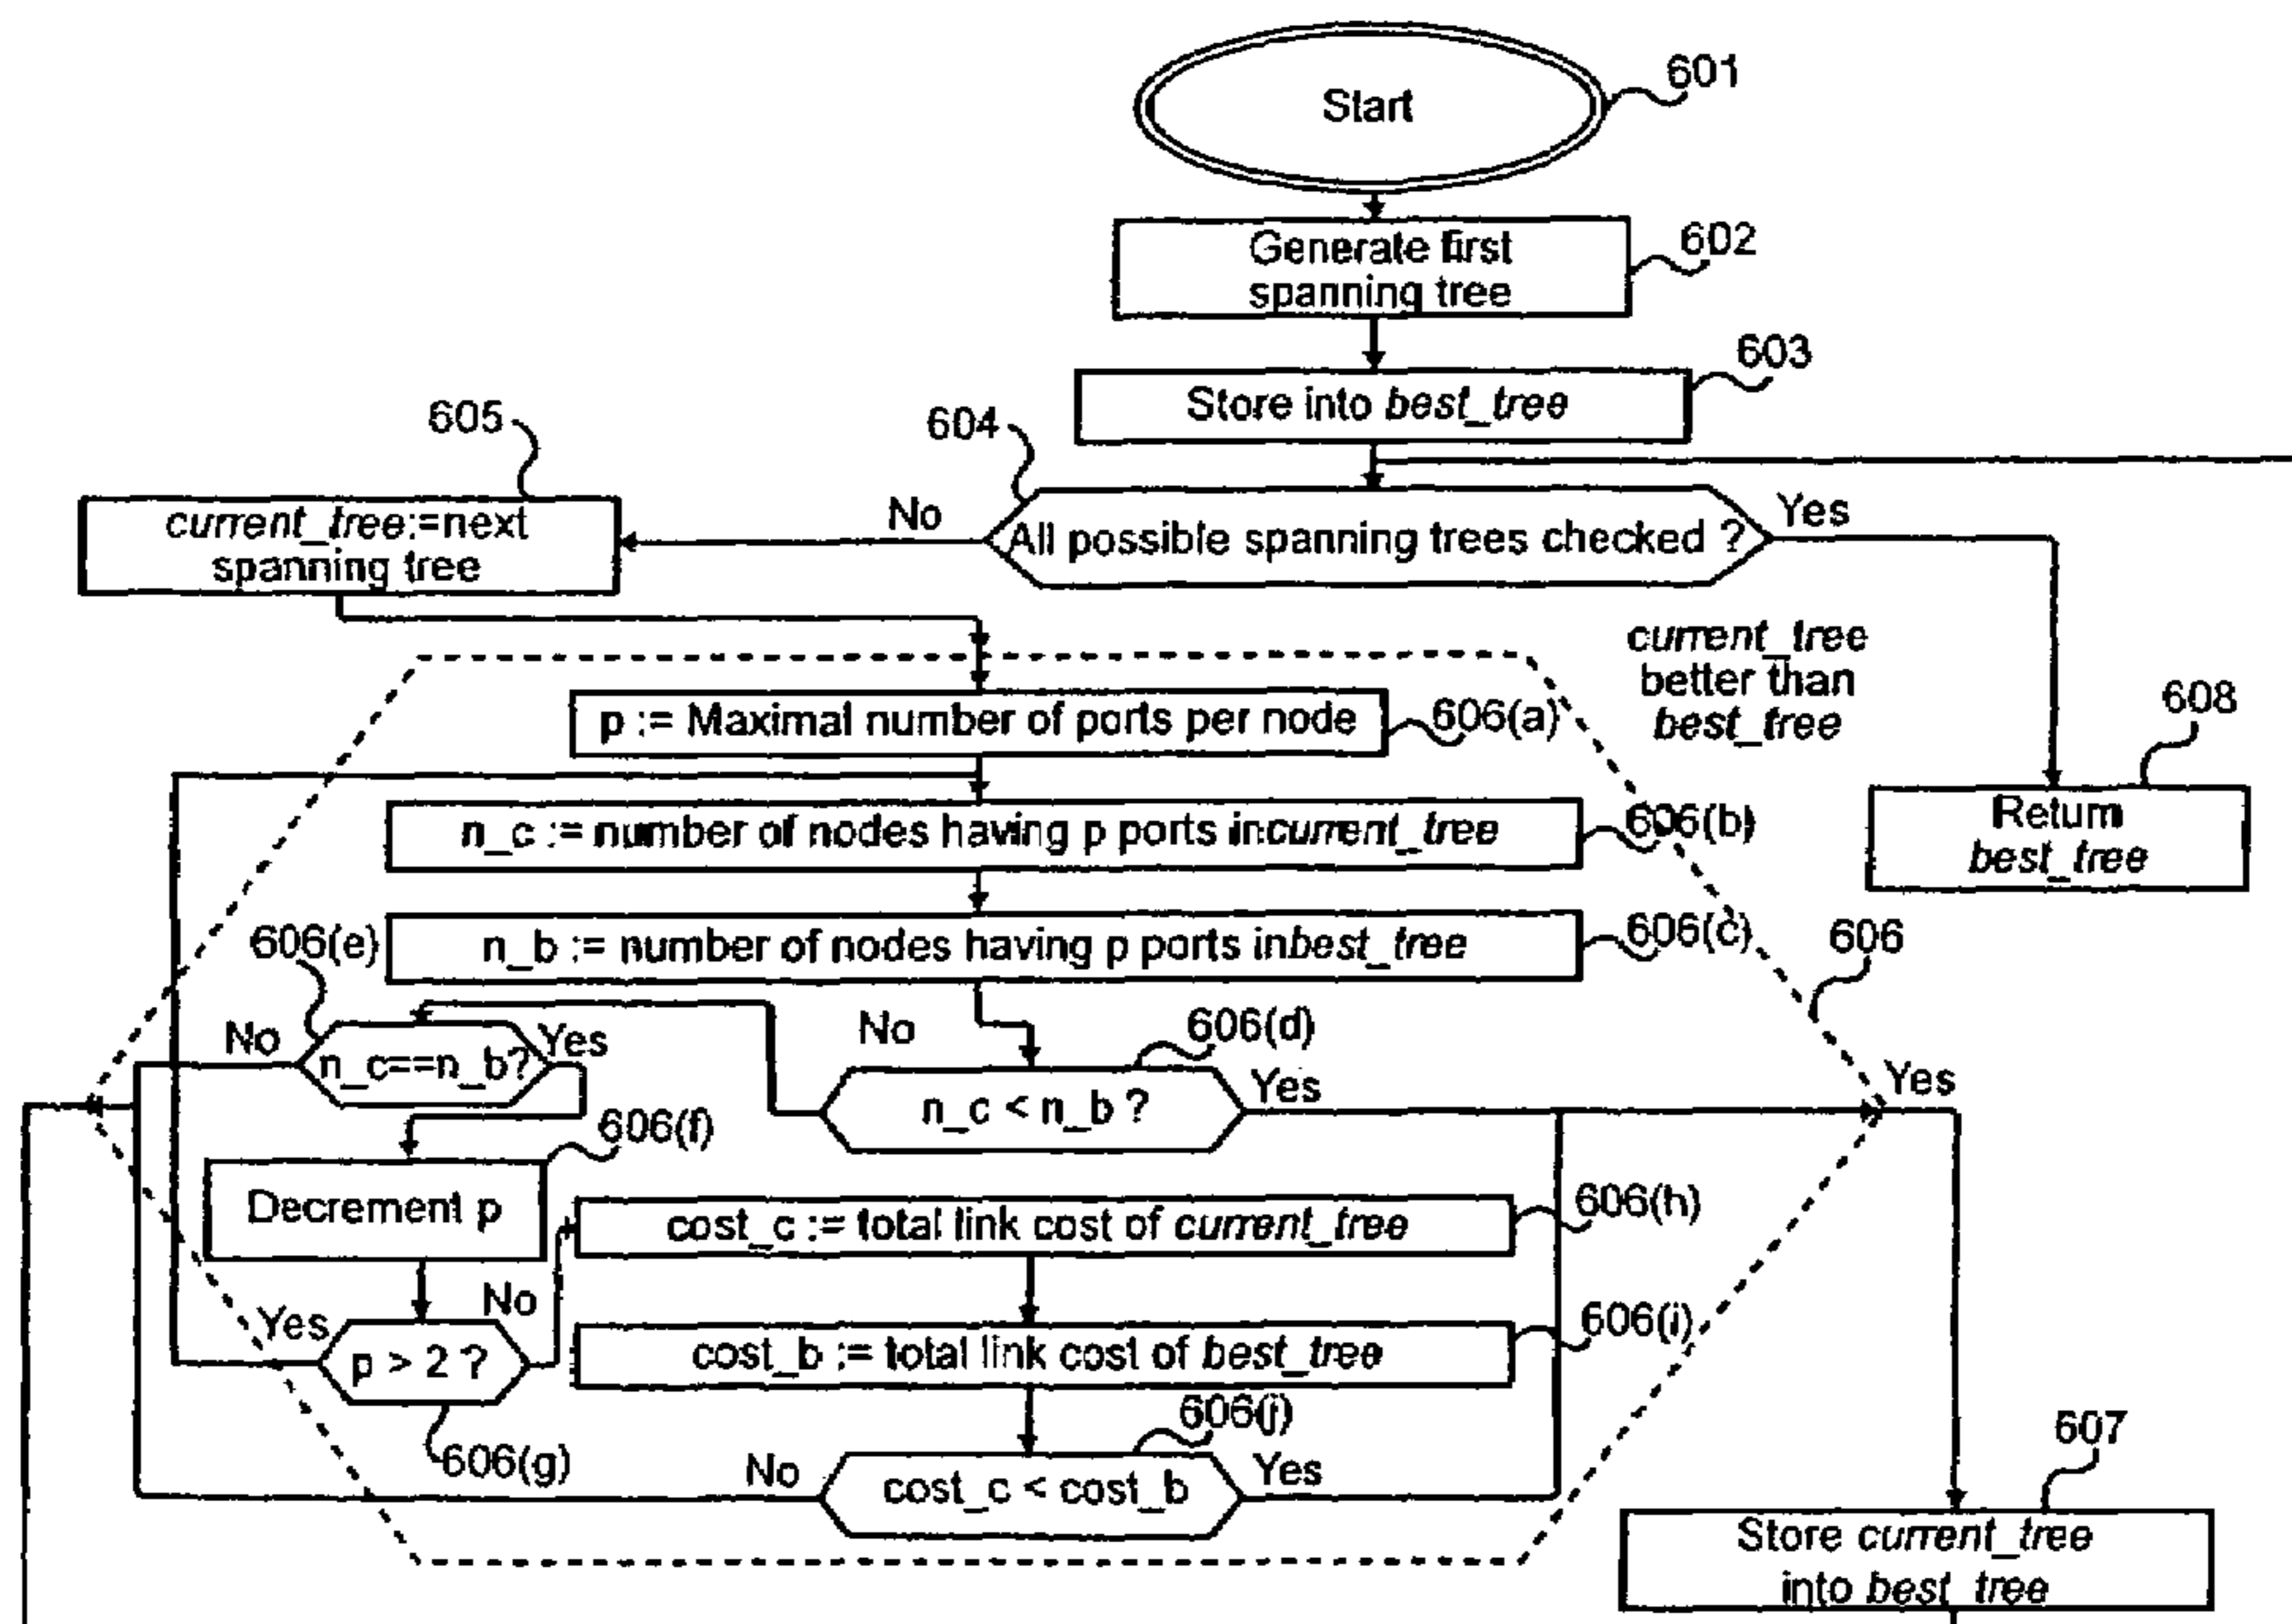 Start
601
Generate first
spanning tree
602
Store into best_tree
603
604
605
current_tree:=next
spanning tree
No
All possible spanning trees checked ?
Yes
current_tree
better than
best_tree
p := Maximal number of ports per node
606(a)
608
Return
best_tree
n_c := number of nodes having p ports incurrent_tree
606(b)
n_b := number of nodes having p ports inbest_tree
606(c)
606
606(e)
No
n_c==n_b?
Yes
No
606(d)
n_c < n_b ?
Yes
Yes
606(f)
Decrement p
cost_c := total link cost of current_tree
606(h)
Yes
No
p > 2 ?
606(g)
cost_b := total link cost of best_tree
606(i)
606(j)
No
cost_c < cost_b
Yes
607
Store current_tree
into best_tree